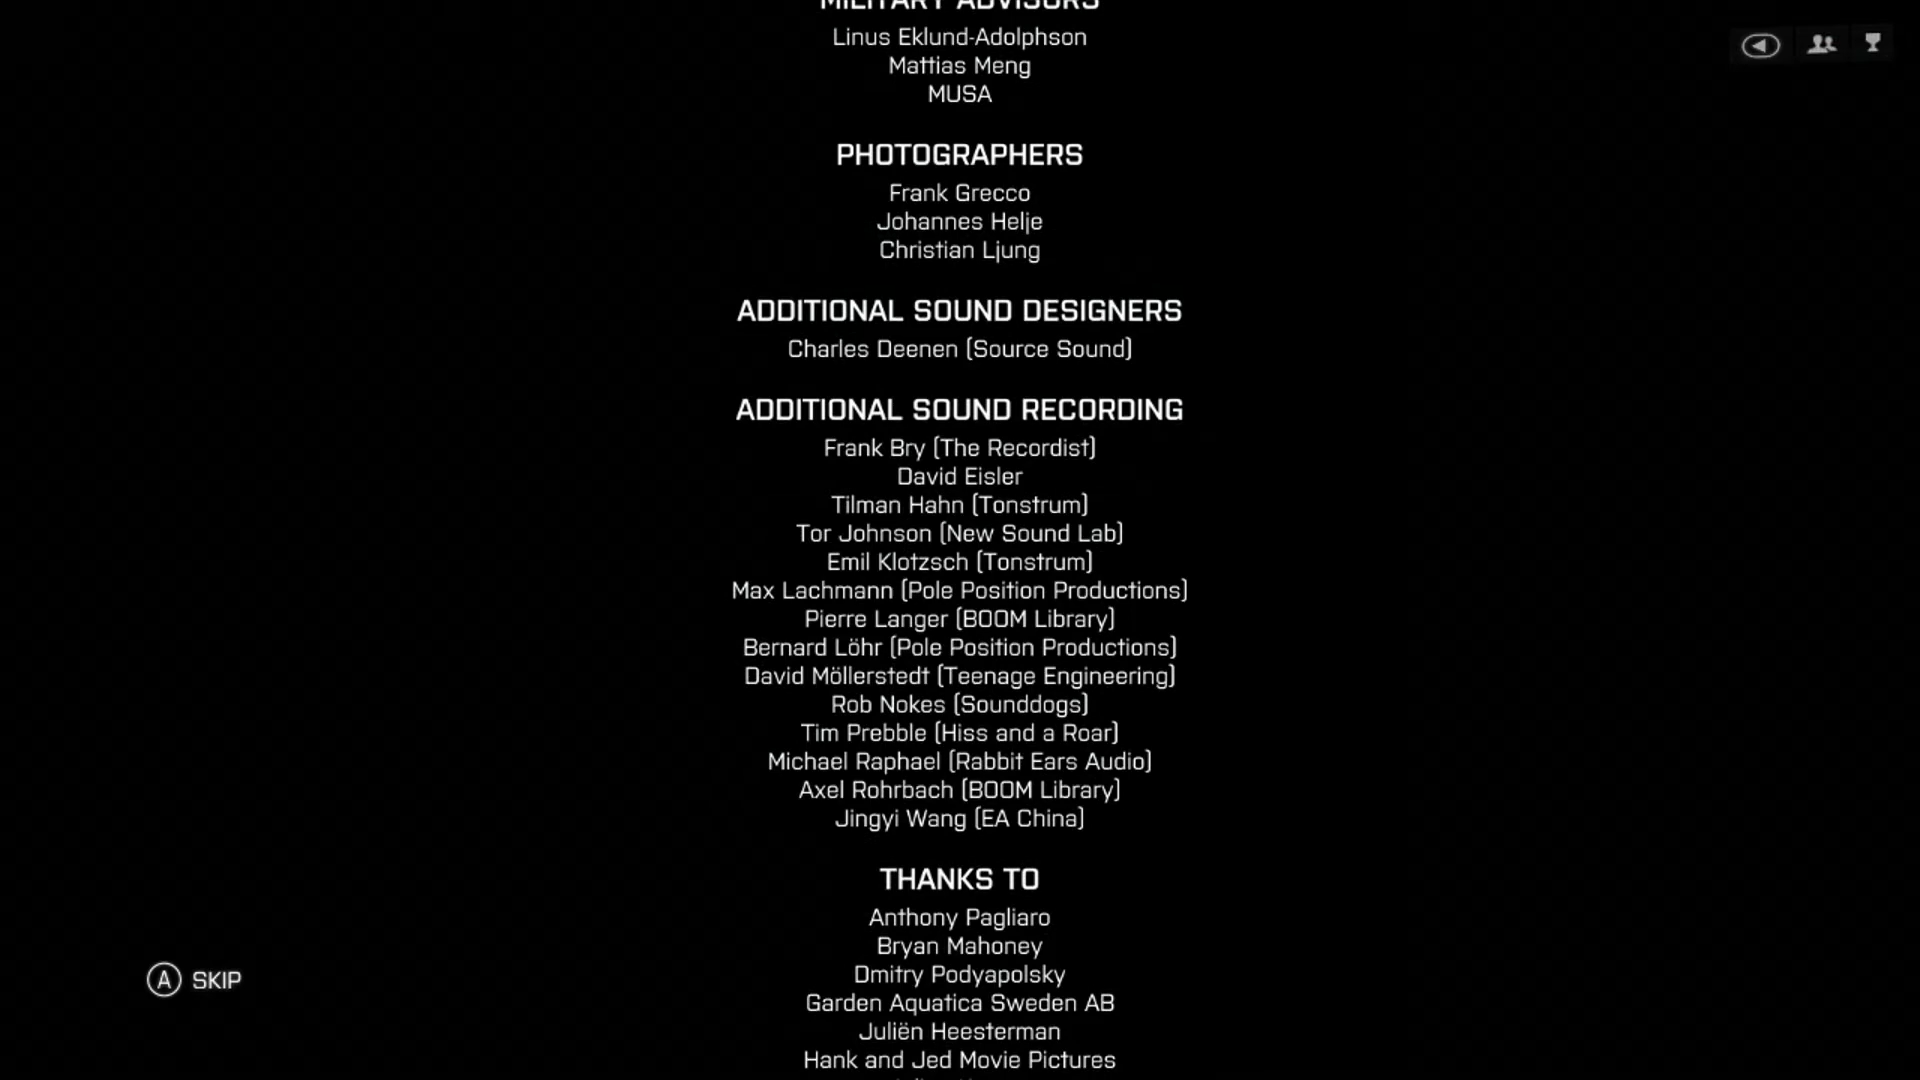 MILITARY ADVISORS
Linus Eklund-Adolphson
Mattias Meng
MUSA
PHOTOGRAPHERS
Frank Grecco
Johannes Helje
Christian Ljung
ADDITIONAL SOUND DESIGNERS
Charles Deenen (Source Sound)
ADDITIONAL SOUND RECORDING
Frank Bry (The Recordist)
David Eisler
Tilman Hahn (Tonstrum)
Tor Johnson (New Sound Lab)
Emil Klotzsch (Tonstrum)
Max Lachmann (Pole Position Productions)
Pierre Langer (BOOM Library)
Bernard Löhr (Pole Position Productions)
David Möllerstedt (Teenage Engineering)
Rob Nokes (Sounddogs)
Tim Prebble (Hiss and a Roar)
Michael Raphael (Rabbit Ears Audio)
Axel Rohrbach (BOOM Library)
Jingyi Wang (EA China)
THANKS TO
Anthony Pagliaro
Bryan Mahoney
Dmitry Podyapolsky
Garden Aquatica Sweden AB
Juliën Heesterman
Hank and Jed Movie Pictures
A SKIP